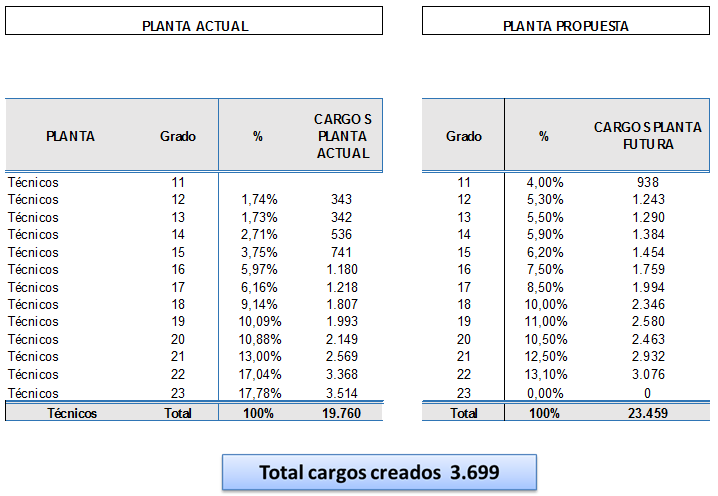 PLANTA ACTUAL PLANTA PROPUESTA
PLANTA Grado % CARGOS PLANTA ACTUAL Grado % CARGOS PLANTA FUTURA
Técnicos 11 11 4,00% 938
Técnicos 12 1,74% 343 12 5,30% 1.243
Técnicos 13 1,73% 342 13 5,50% 1.290
Técnicos 14 2,71% 536 14 5,90% 1.384
Técnicos 15 3,75% 741 15 6,20% 1.454
Técnicos 16 5,97% 1.180 16 7,50% 1.759
Técnicos 17 6,16% 1.218 17 8,50% 1.994
Técnicos 18 9,14% 1.807 18 10,00% 2.346
Técnicos 19 10,09% 1.993 19 11,00% 2.580
Técnicos 20 10,88% 2.149 20 10,50% 2.463
Técnicos 21 13,00% 2.569 21 12,50% 2.932
Técnicos 22 17,04% 3.368 22 13,10% 3.076
Técnicos 23 17,78% 3.514 23 0,00% 0
Técnicos Total 100% 19.760 Total 100% 23.459
Total cargos creados 3.699